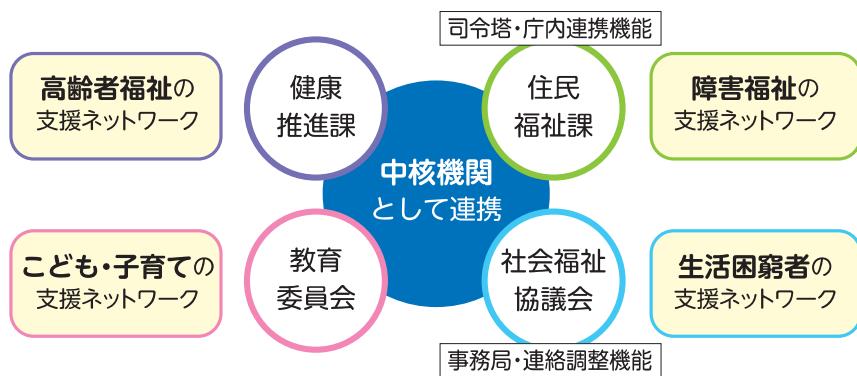 司令塔・庁内連携機能
高齢者福祉の
支援ネットワーク
健康
推進課
住民
福祉課
障害福祉の
支援ネットワーク
中核機関
として連携
こども・子育ての
支援ネットワーク
教育
委員会
社会福祉
協議会
生活困窮者の
支援ネットワーク
事務局・連絡調整機能